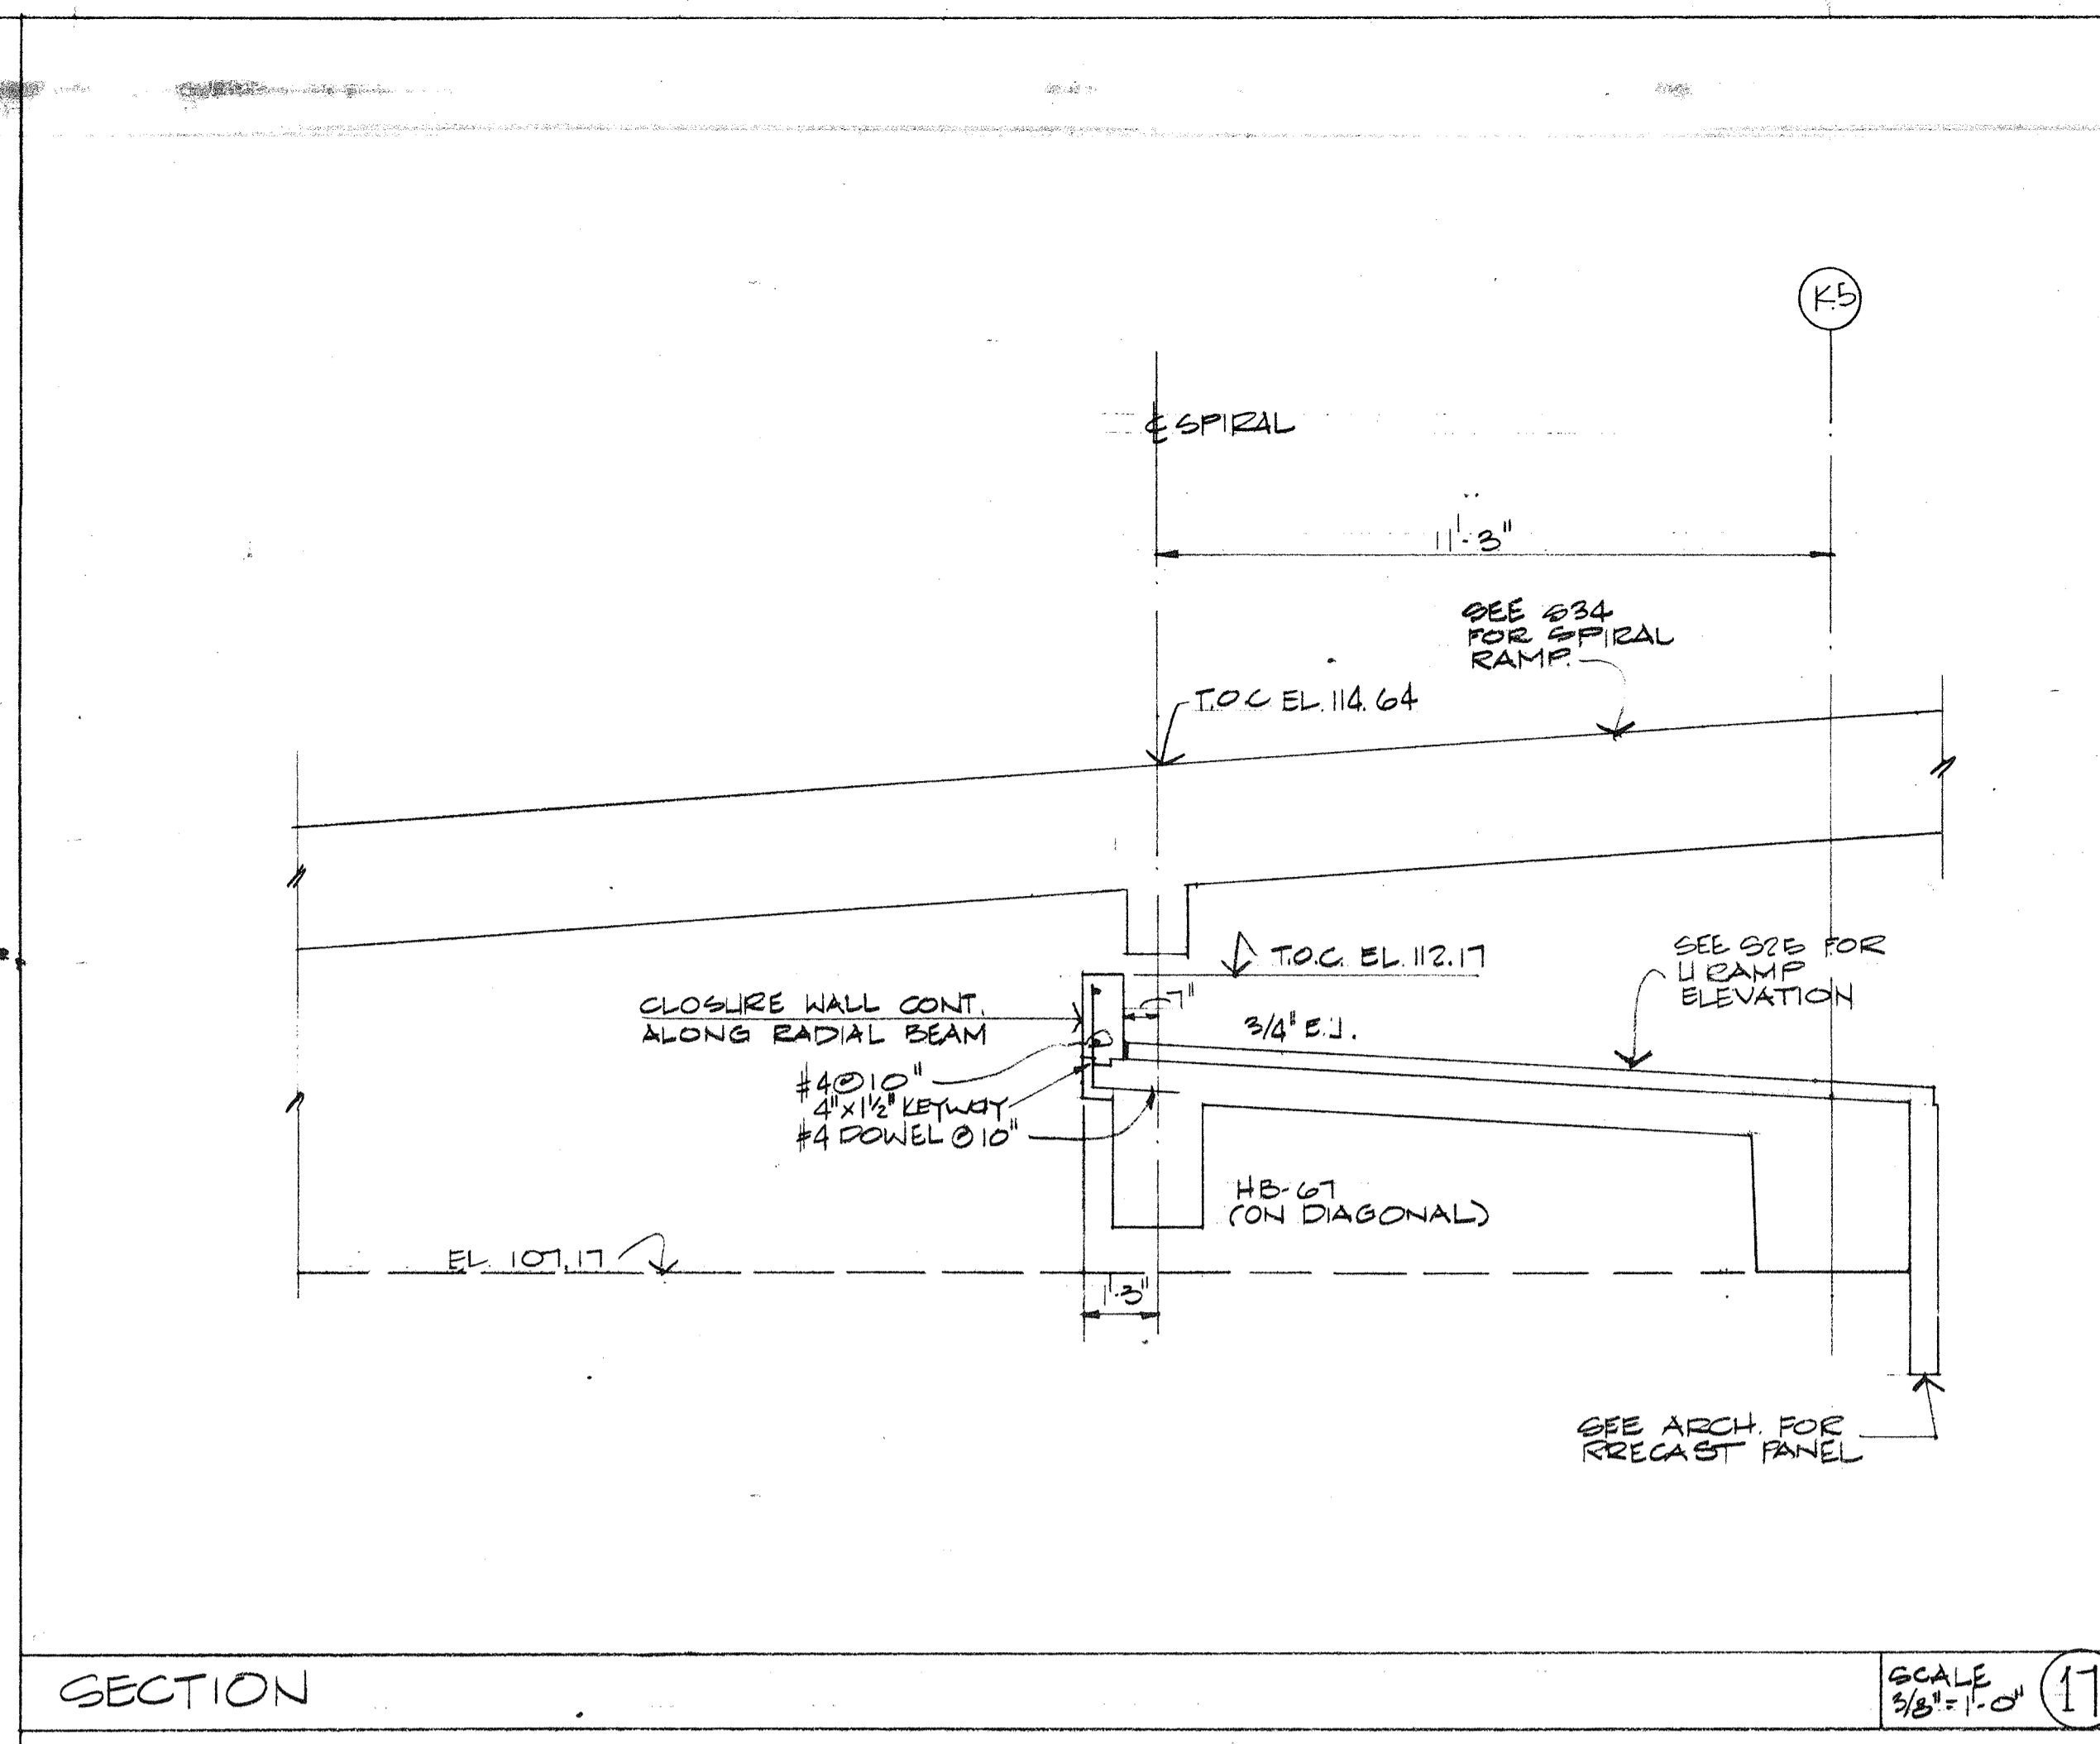 K.5
℄ SPIRAL
11'-3"
SEE S34
FOR SPIRAL
RAMP.
T.O.C EL. 114.64
T.O.C. EL. 112.17
SEE S25 FOR
U RAMP
ELEVATION
CLOSURE WALL CONT.
ALONG RADIAL BEAM
7"
3/4" E.J.
#4@10"
4"x1½" KEYWAY
#4 DOWEL @ 10"
HB-67
(ON DIAGONAL)
EL. 107.17
1'-3"
SEE ARCH. FOR
PRECAST PANEL
SECTION
SCALE
3/8"=1'-0"
17